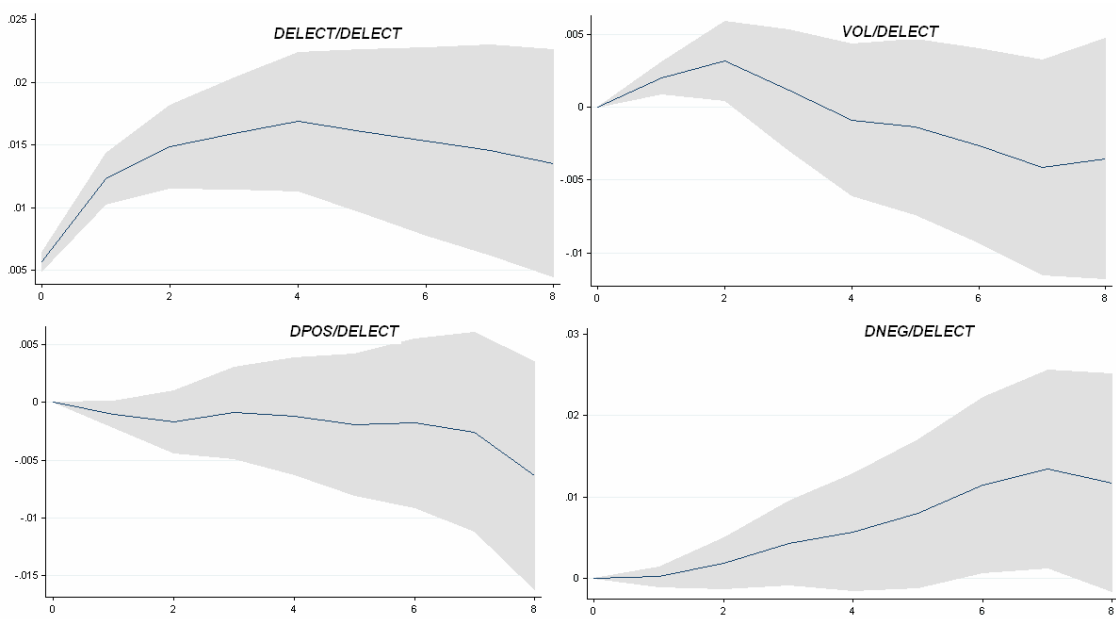 DELECT/DELECT
.025
.02
.015
.01
.005
0 2 4 6 8
VOL/DELECT
.005
0
-.005
-.01
0 2 4 6 8
DPOS/DELECT
.005
0
-.005
-.01
-.015
0 2 4 6 8
DNEG/DELECT
.03
.02
.01
0
0 2 4 6 8